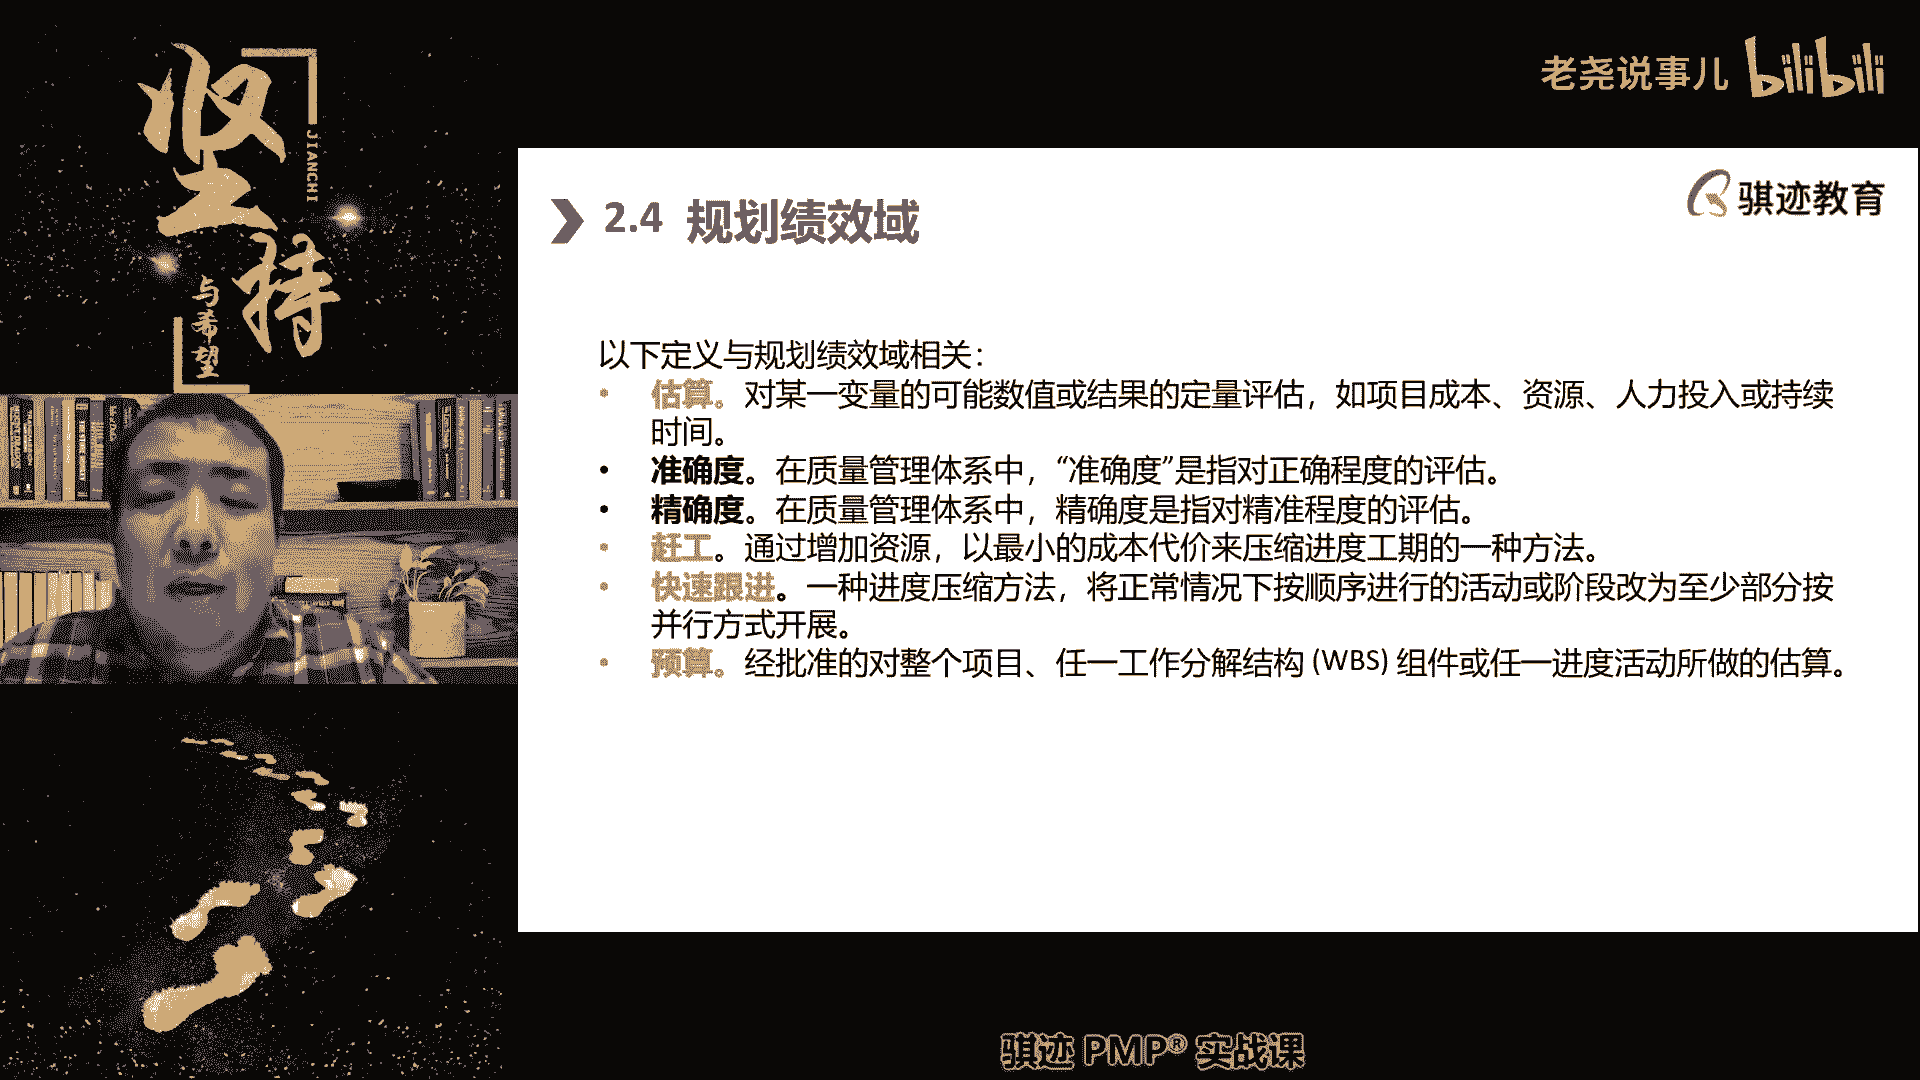 坚持
JIANCHI
与希望
老尧说事儿 bilibili
骐迹教育
2.4 规划绩效域
以下定义与规划绩效域相关：
• 估算。对某一变量的可能数值或结果的定量评估，如项目成本、资源、人力投入或持续
时间。
• 准确度。在质量管理体系中，“准确度”是指对正确程度的评估。
• 精确度。在质量管理体系中，精确度是指对精准程度的评估。
• 赶工。通过增加资源，以最小的成本代价来压缩进度工期的一种方法。
• 快速跟进。一种进度压缩方法，将正常情况下按顺序进行的活动或阶段改为至少部分按
并行方式开展。
• 预算。经批准的对整个项目、任一工作分解结构 (WBS) 组件或任一进度活动所做的估算。
骐迹 PMP® 实战课